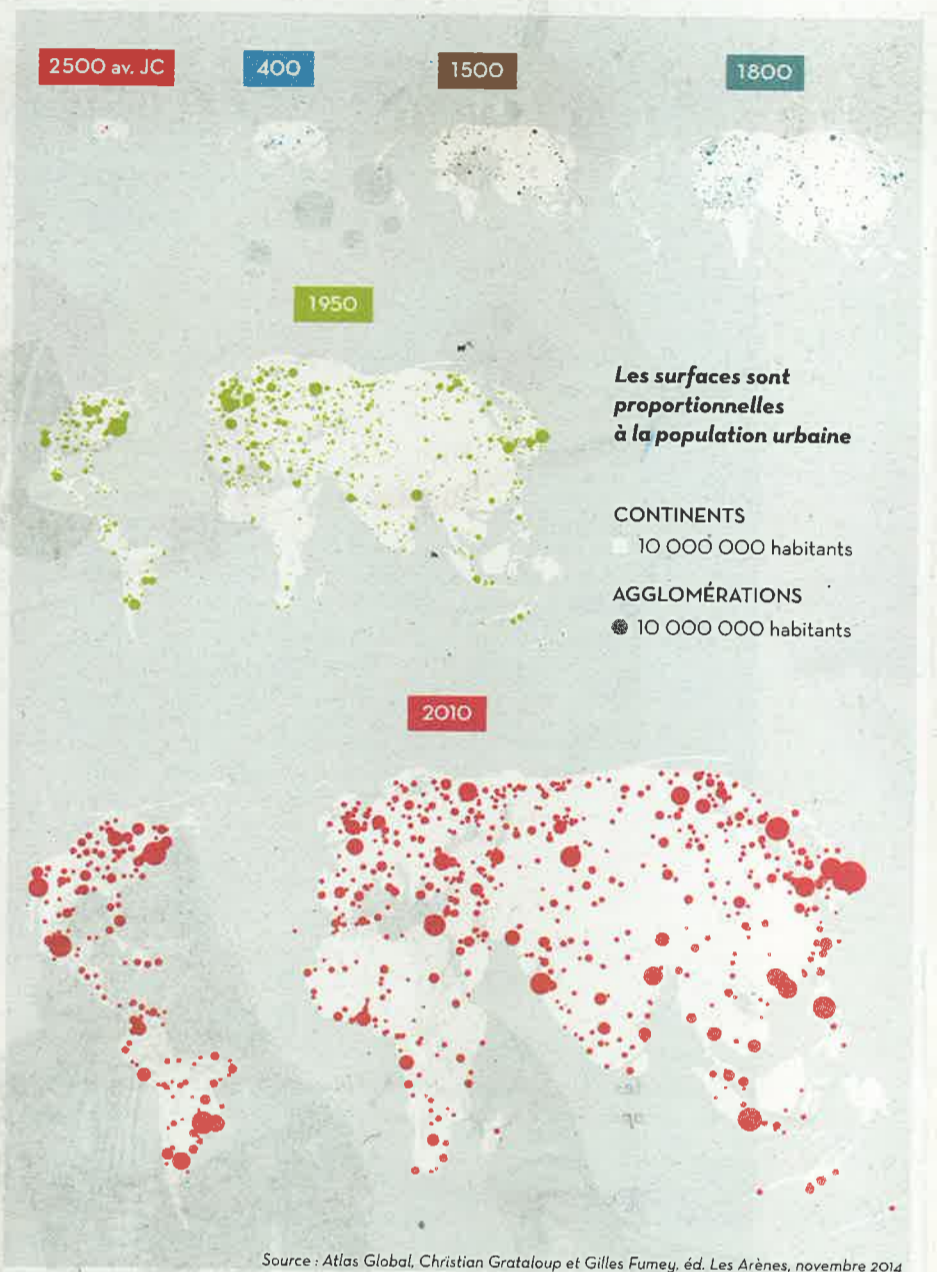 2500 av. JC
400
1500
1800
1950
Les surfaces sont
proportionnelles
à la population urbaine
CONTINENTS
10 000 000 habitants
AGGLOMÉRATIONS
10 000 000 habitants
2010
Source : Atlas Global, Christian Grataloup et Gilles Fumey, éd. Les Arènes, novembre 2014